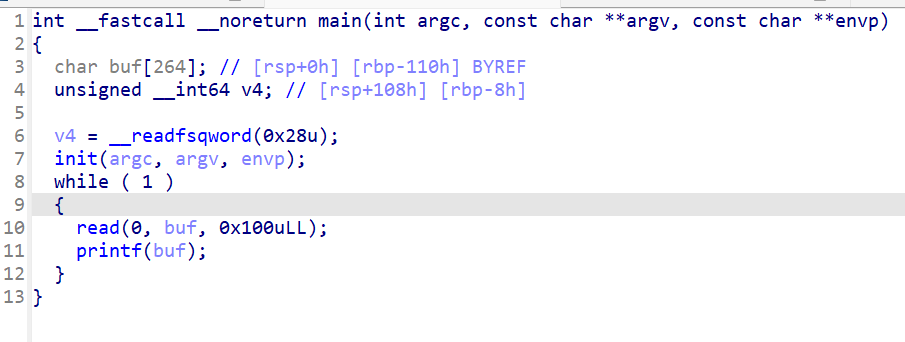 1 int __fastcall __noreturn main(int argc, const char **argv, const char **envp)
2 {
3   char buf[264]; // [rsp+0h] [rbp-110h] BYREF
4   unsigned __int64 v4; // [rsp+108h] [rbp-8h]
5
6   v4 = __readfsqword(0x28u);
7   init(argc, argv, envp);
8   while ( 1 )
9   {
10     read(0, buf, 0x100uLL);
11     printf(buf);
12   }
13 }